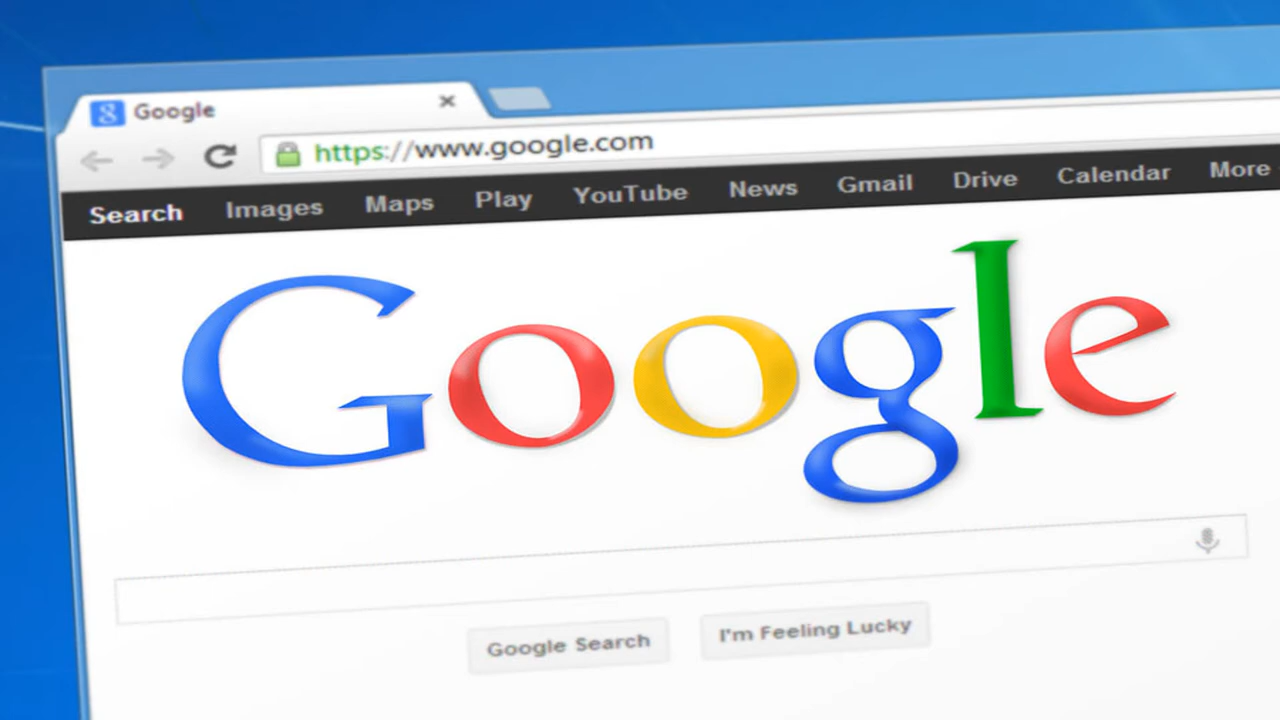 Google
https://www.google.com
Search Images Maps Play YouTube News Gmail Drive Calendar More
Google
Google Search I'm Feeling Lucky